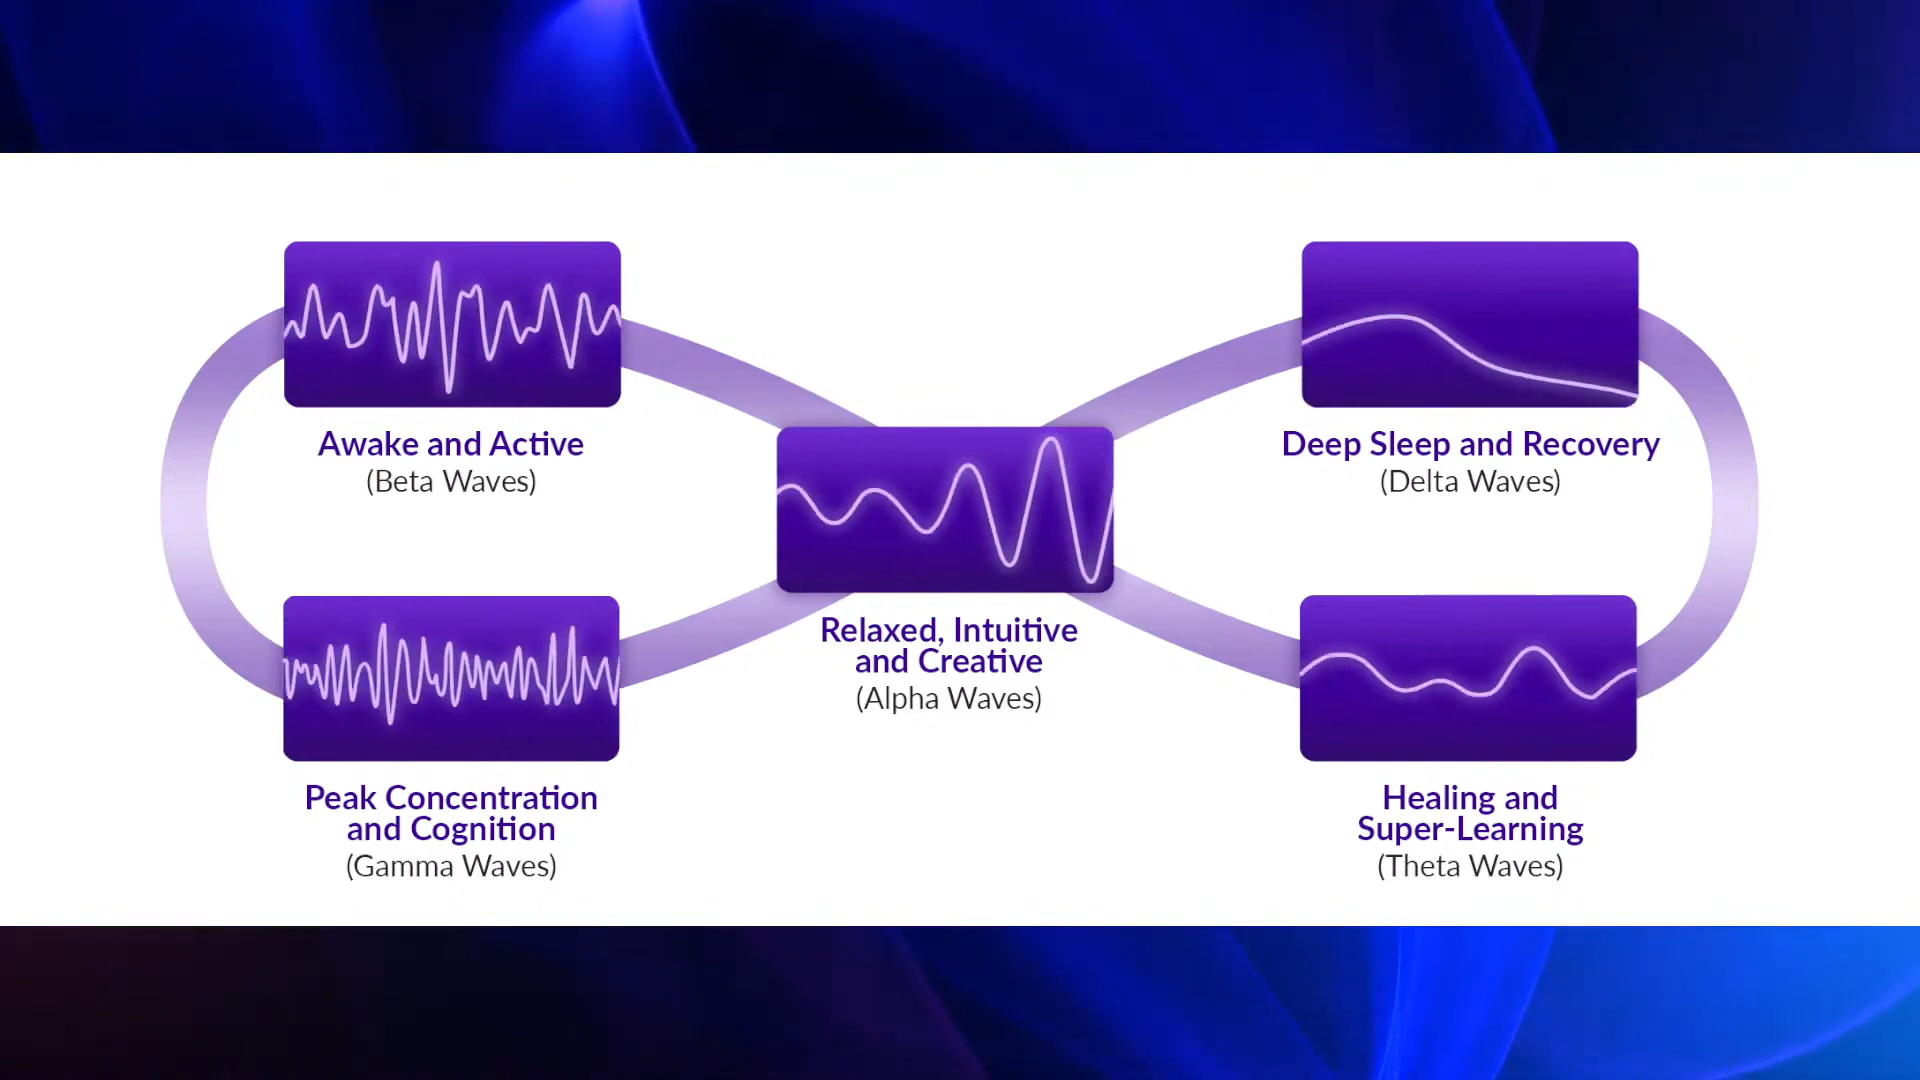 Awake and Active
(Beta Waves)
Deep Sleep and Recovery
(Delta Waves)
Relaxed, Intuitive
and Creative
(Alpha Waves)
Peak Concentration
and Cognition
(Gamma Waves)
Healing and
Super-Learning
(Theta Waves)